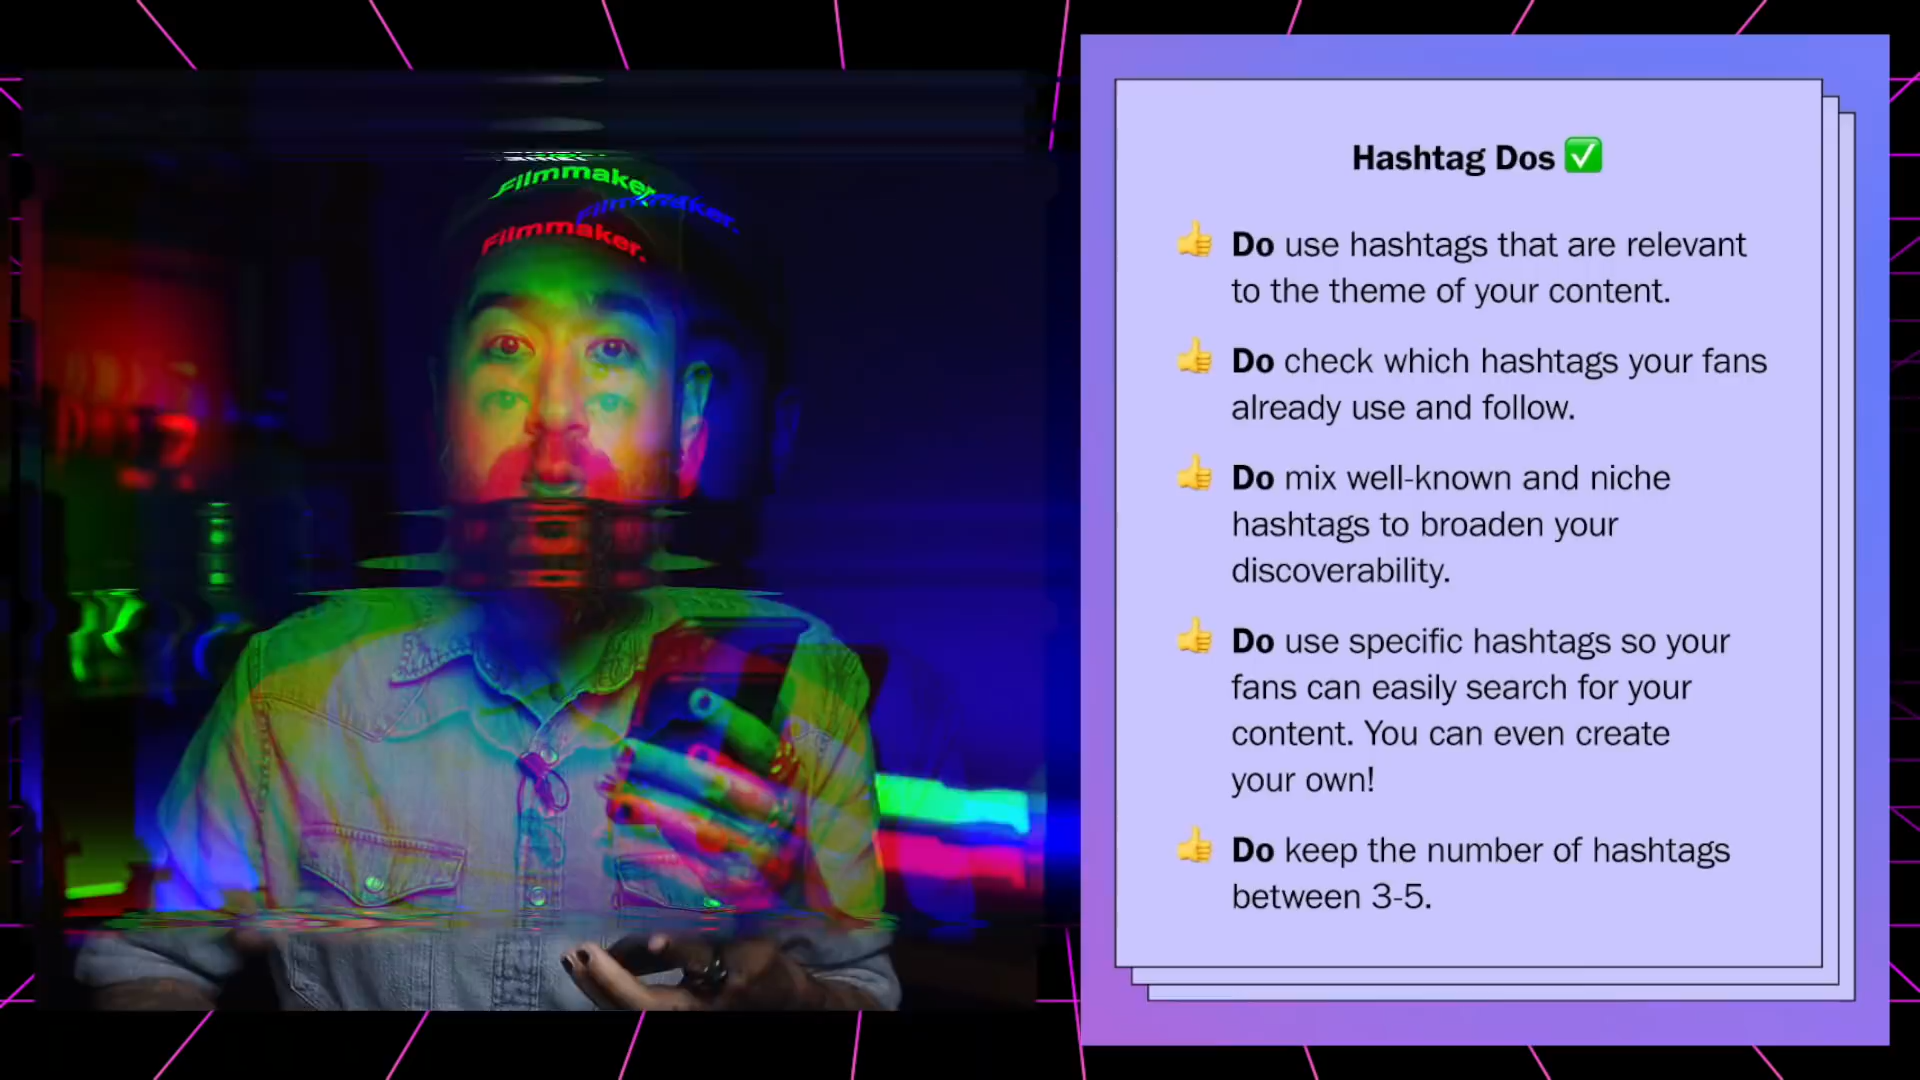 Filmmaker.
Filmmaker.
Filmmaker.
Hashtag Dos ✅
👍 Do use hashtags that are relevant
to the theme of your content.
👍 Do check which hashtags your fans
already use and follow.
👍 Do mix well-known and niche
hashtags to broaden your
discoverability.
👍 Do use specific hashtags so your
fans can easily search for your
content. You can even create
your own!
👍 Do keep the number of hashtags
between 3-5.